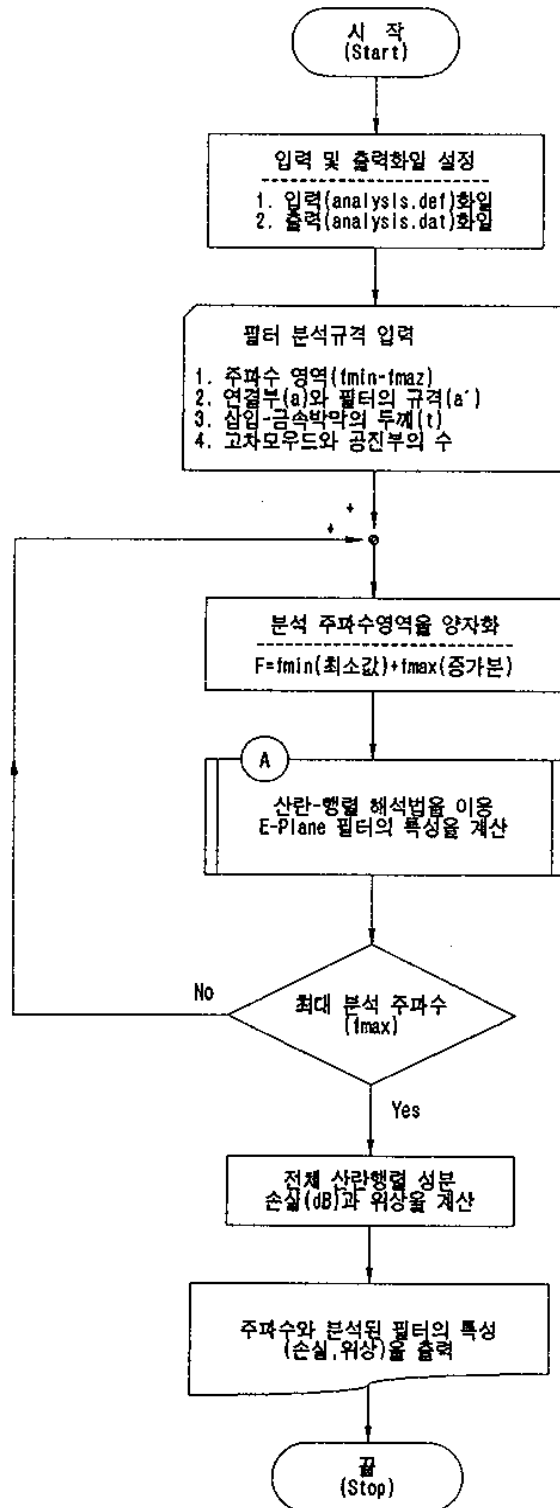 시 작
(Start)
입력 및 출력화일 설정
1. 입력(analysis.def)화일
2. 출력(analysis.dat)화일
필터 분석규격 입력
1. 주파수 영역(fmin-fmaz)
2. 연결부(a)와 필터의 규격(a´)
3. 삽입-금속박막의 두께(t)
4. 고차모우드와 공진부의 수
+
+
분석 주파수영역을 양자화
F=fmin(최소값)+fmax(증가분)
A
산란-행렬 해석법을 이용
E-Plane 필터의 특성을 계산
No
최대 분석 주파수
(fmax)
Yes
전체 산란행렬 성분
손실(dB)과 위상을 계산
주파수와 분석된 필터의 특성
(손실,위상)을 출력
끝
(Stop)